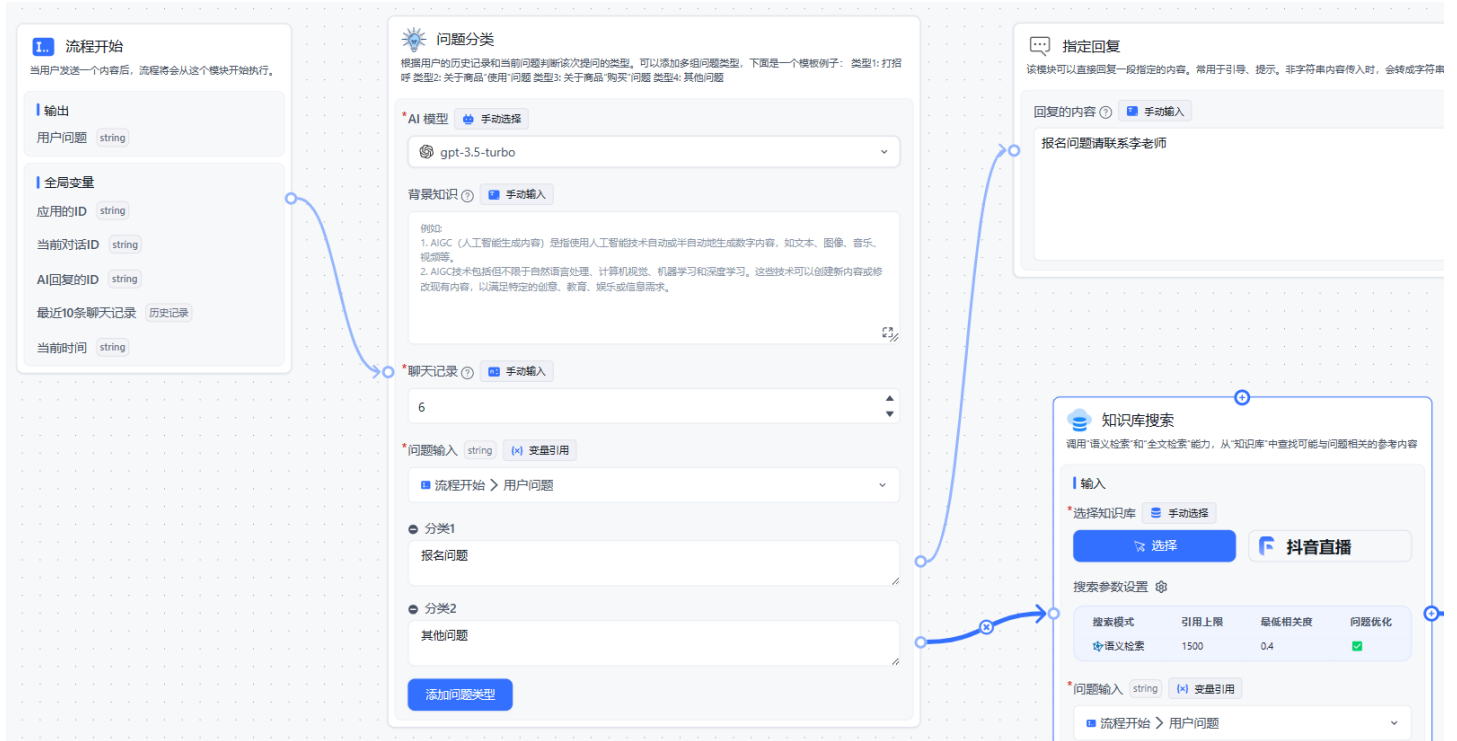 流程开始
当用户发送一个内容后，流程将会从这个模块开始执行。
输出
用户问题 string
全局变量
应用的ID string
当前对话ID string
AI回复的ID string
最近10条聊天记录 历史记录
当前时间 string
问题分类
根据用户的历史记录和当前问题判断该次提问的类型。可以添加多组问题类型，下面是一个模板例子： 类型1: 打招
呼 类型2: 关于商品“使用”问题 类型3: 关于商品“购买”问题 类型4: 其他问题
*AI 模型 手动选择
gpt-3.5-turbo
背景知识 手动输入
例如:
1. AIGC（人工智能生成内容）是指使用人工智能技术自动或半自动地生成数字内容，如文本、图像、音乐、
视频等。
2. AIGC技术包括但不限于自然语言处理、计算机视觉、机器学习和深度学习。这些技术可以创建新内容或修
改现有内容，以满足特定的创意、教育、娱乐或信息需求。
*聊天记录 手动输入
6
*问题输入 string 变量引用
流程开始 > 用户问题
分类1
报名问题
分类2
其他问题
添加问题类型
指定回复
该模块可以直接回复一段指定的内容。常用于引导、提示。非字符串内容传入时，会转成字符串
回复的内容 手动输入
报名问题请联系李老师
知识库搜索
调用“语义检索”和“全文检索”能力，从“知识库”中查找可能与问题相关的参考内容
输入
*选择知识库 手动选择
选择 抖音直播
搜索参数设置
搜索模式 引用上限 最低相关度 问题优化
语义检索 1500 0.4
*问题输入 string 变量引用
流程开始 > 用户问题